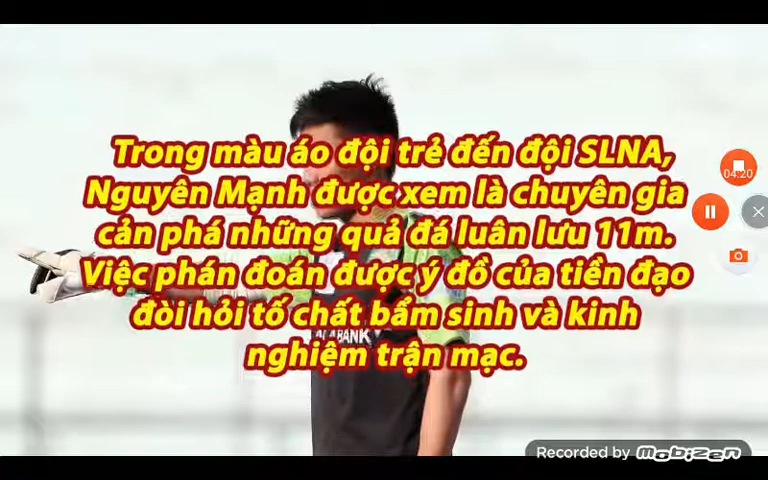 Trong màu áo đội trẻ đến đội SLNA,
Nguyên Mạnh được xem là chuyên gia
cản phá những quả đá luân lưu 11m.
Việc phán đoán được ý đồ của tiền đạo
đòi hỏi tố chất bẩm sinh và kinh
nghiệm trận mạc.
BANK
04:20
Recorded by mobizen